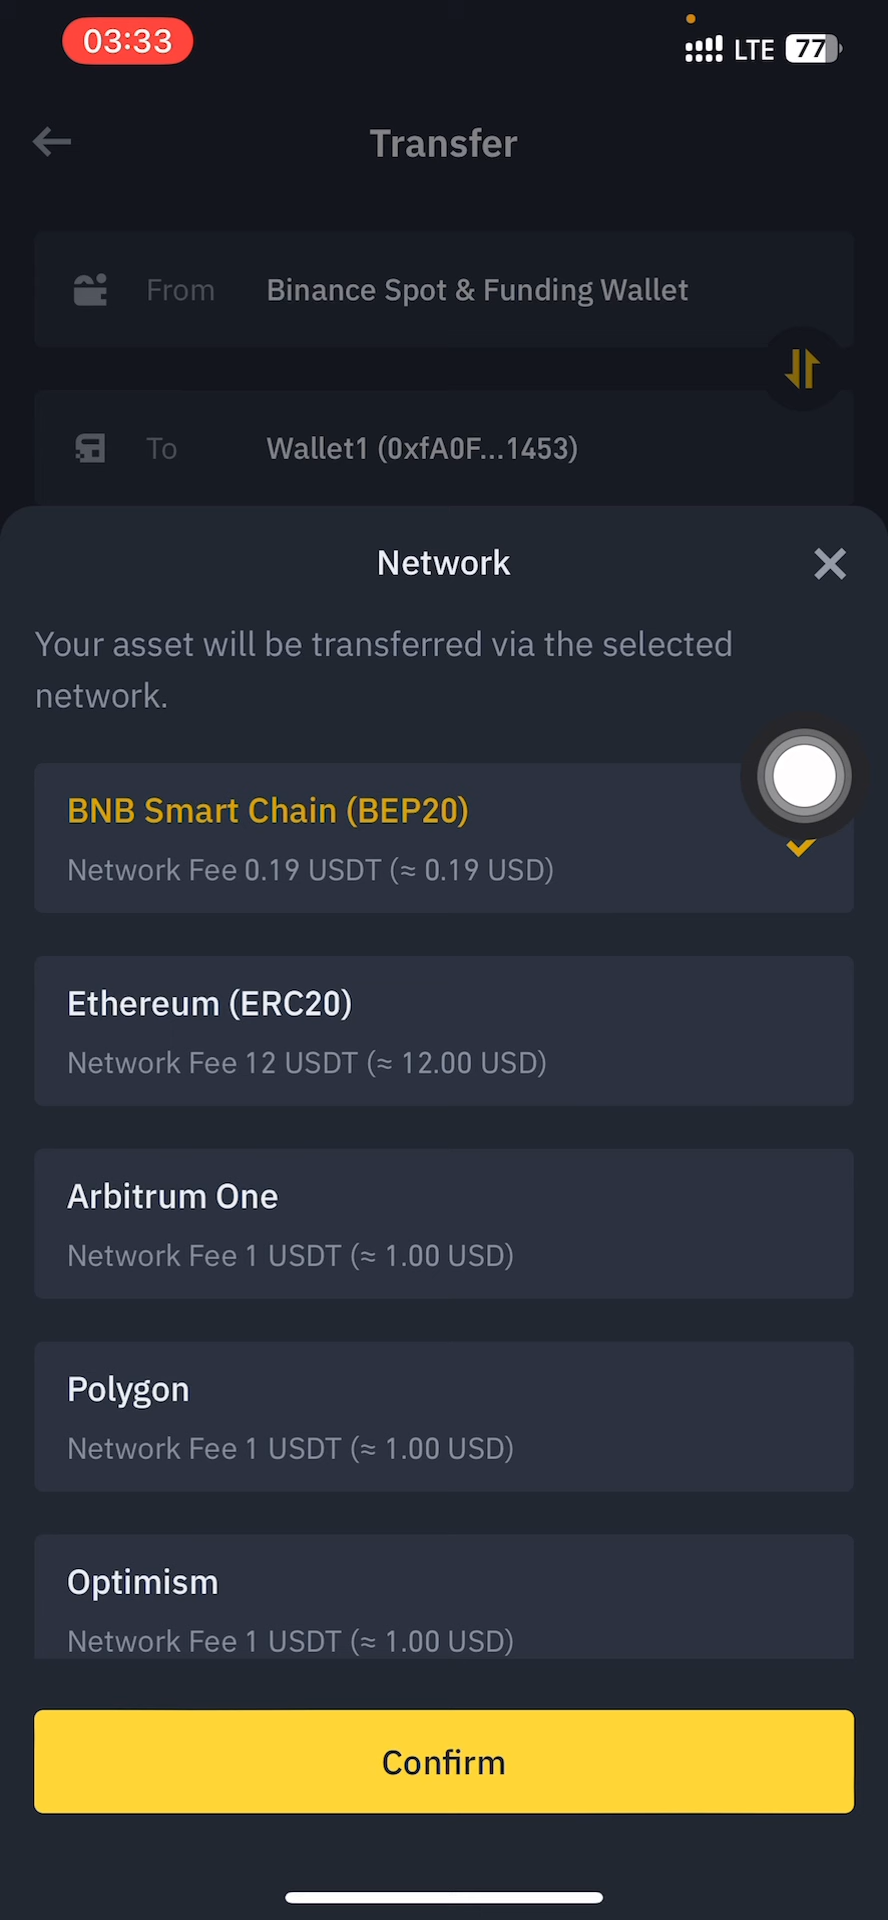 03:33
LTE 77
Transfer
From Binance Spot & Funding Wallet
To Wallet1 (0xfA0F...1453)
Network
Your asset will be transferred via the selected
network.
BNB Smart Chain (BEP20)
Network Fee 0.19 USDT (≈ 0.19 USD)
Ethereum (ERC20)
Network Fee 12 USDT (≈ 12.00 USD)
Arbitrum One
Network Fee 1 USDT (≈ 1.00 USD)
Polygon
Network Fee 1 USDT (≈ 1.00 USD)
Optimism
Network Fee 1 USDT (≈ 1.00 USD)
Confirm